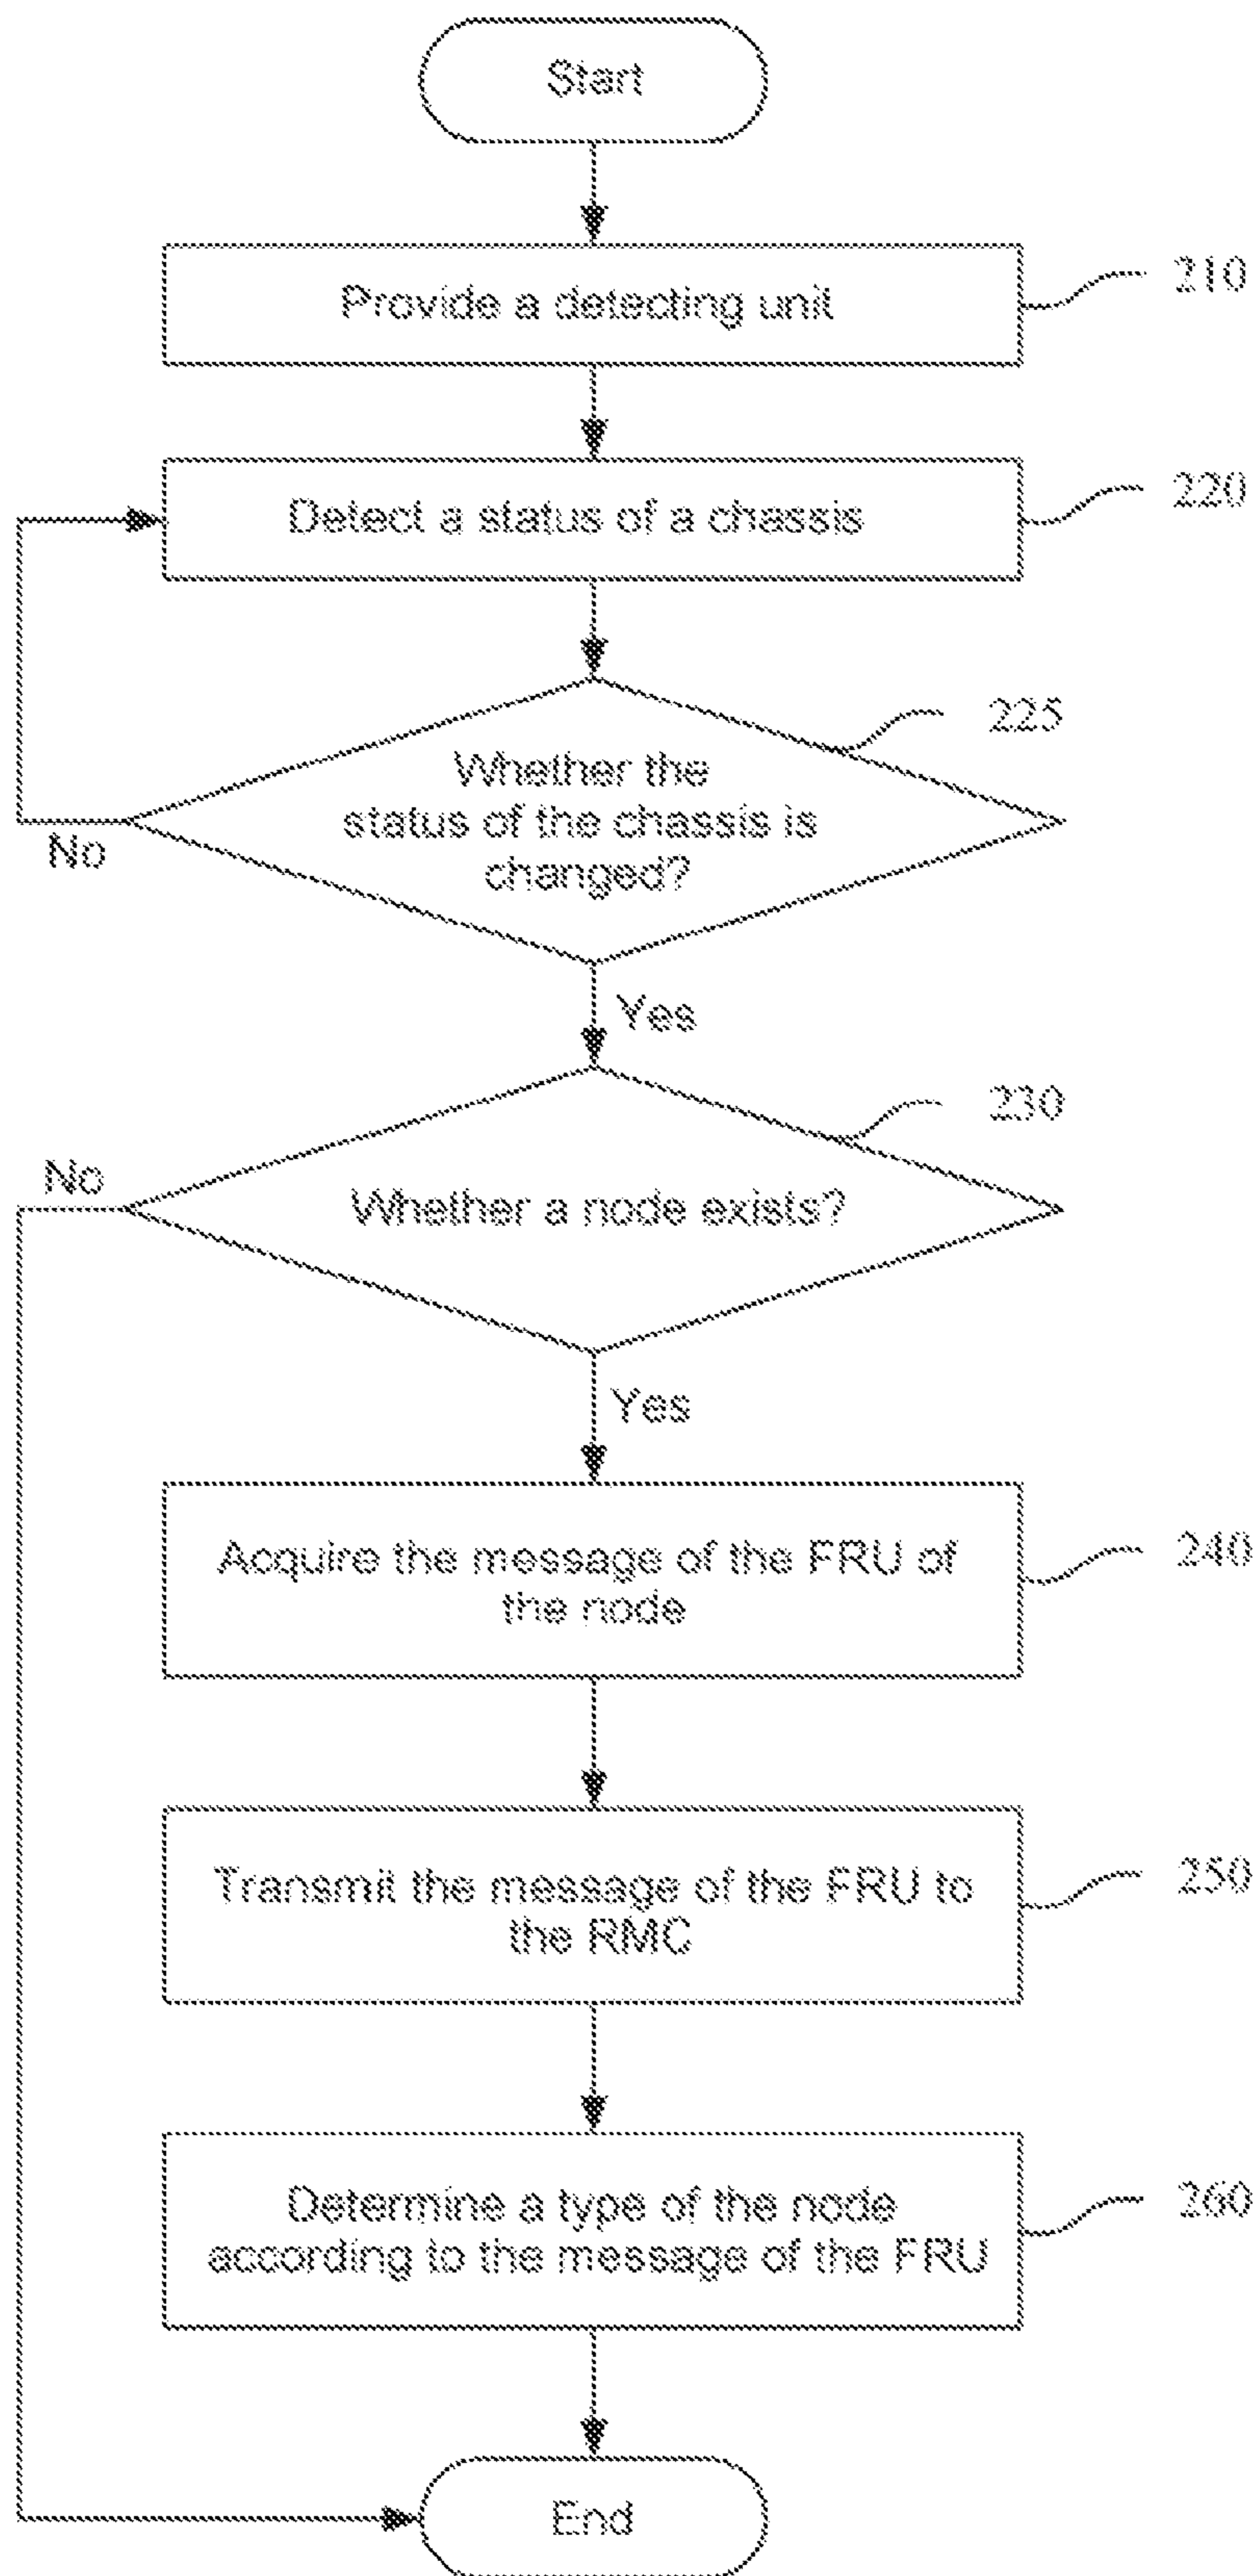 Start
Provide a detecting unit
210
Detect a status of a chassis
220
225
Whether the
status of the chassis is
changed?
No
Yes
230
No
Whether a node exists?
Yes
Acquire the message of the FRU of
the node
240
Transmit the message of the FRU to
the RMC
250
Determine a type of the node
according to the message of the FRU
260
End